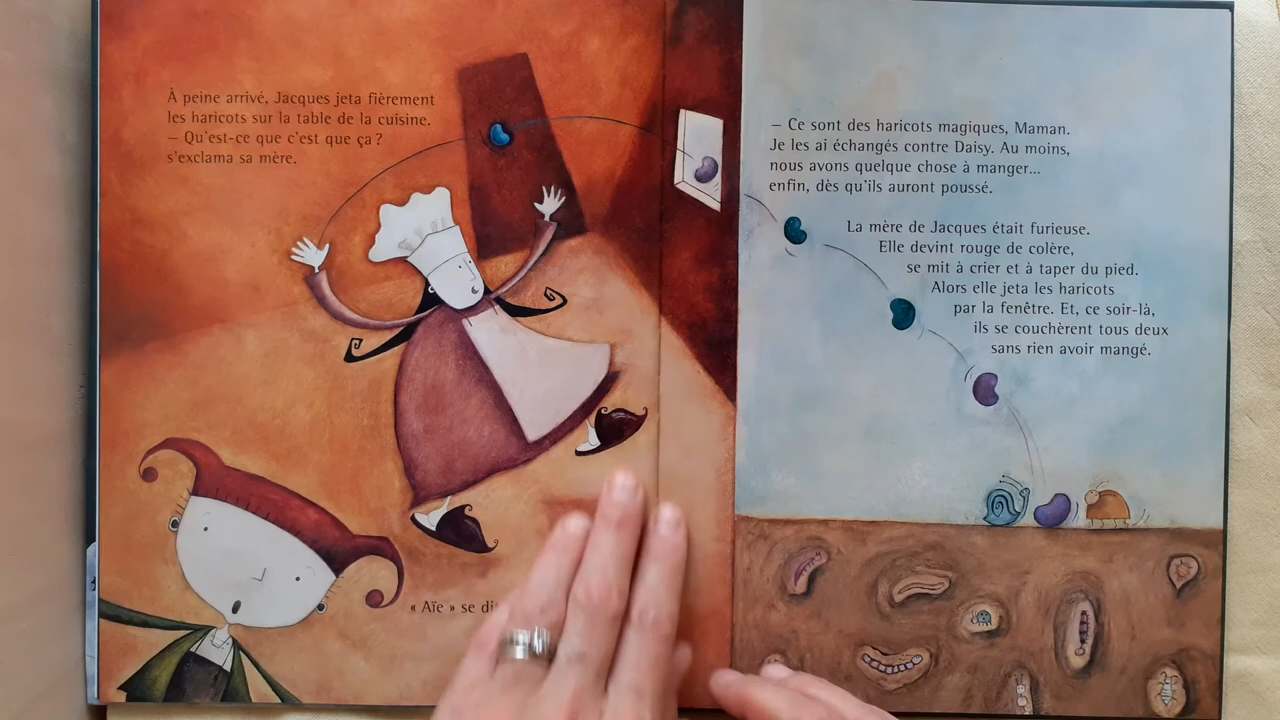 À peine arrivé, Jacques jeta fièrement
les haricots sur la table de la cuisine.
– Qu'est-ce que c'est que ça ?
s'exclama sa mère.
« Aïe » se
– Ce sont des haricots magiques, Maman.
Je les ai échangés contre Daisy. Au moins,
nous avons quelque chose à manger...
enfin, dès qu'ils auront poussé.
La mère de Jacques était furieuse.
Elle devint rouge de colère,
se mit à crier et à taper du pied.
Alors elle jeta les haricots
par la fenêtre. Et, ce soir-là,
ils se couchèrent tous deux
sans rien avoir mangé.